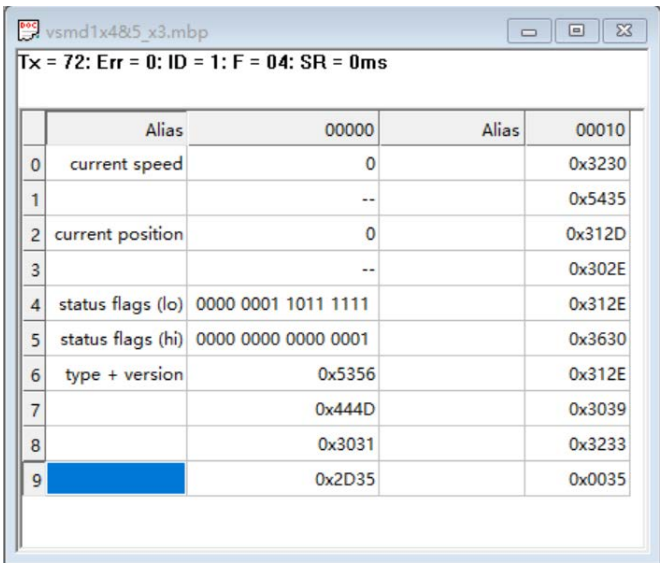 DOC vsmd1x4&5_x3.mbp
Tx = 72: Err = 0: ID = 1: F = 04: SR = 0ms
Alias 00000 Alias 00010
0 current speed 0 0x3230
1 -- 0x5435
2 current position 0 0x312D
3 -- 0x302E
4 status flags (lo) 0000 0001 1011 1111 0x312E
5 status flags (hi) 0000 0000 0000 0001 0x3630
6 type + version 0x5356 0x312E
7 0x444D 0x3039
8 0x3031 0x3233
9 0x2D35 0x0035